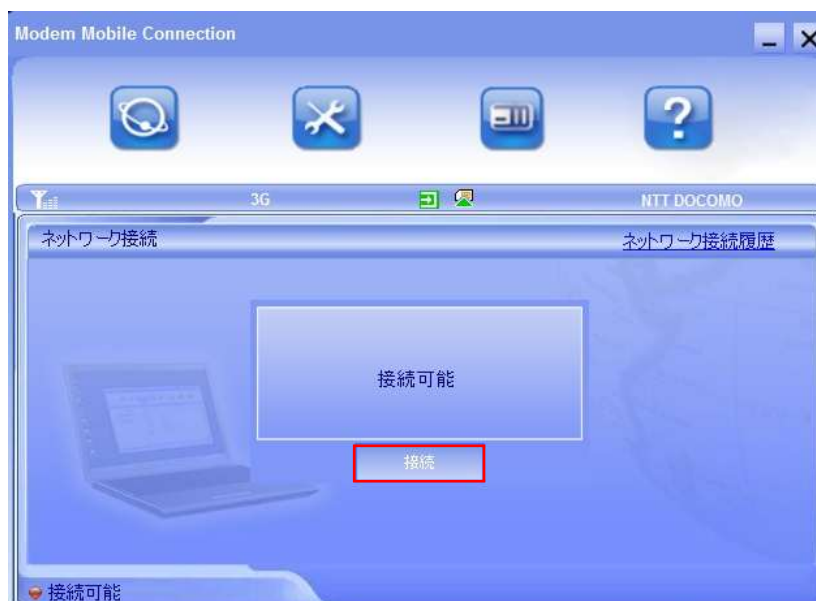 Modem Mobile Connection
3G
NTT DOCOMO
ネットワーク接続
ネットワーク接続履歴
接続可能
接続
接続可能